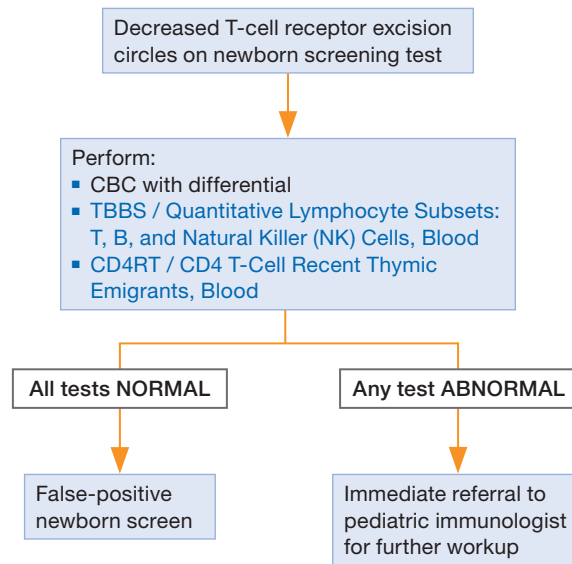 Decreased T-cell receptor excision
circles on newborn screening test
Perform:
▪ CBC with differential
▪ TBBS / Quantitative Lymphocyte Subsets:
T, B, and Natural Killer (NK) Cells, Blood
▪ CD4RT / CD4 T-Cell Recent Thymic
Emigrants, Blood
All tests NORMAL
Any test ABNORMAL
False-positive
newborn screen
Immediate referral to
pediatric immunologist
for further workup